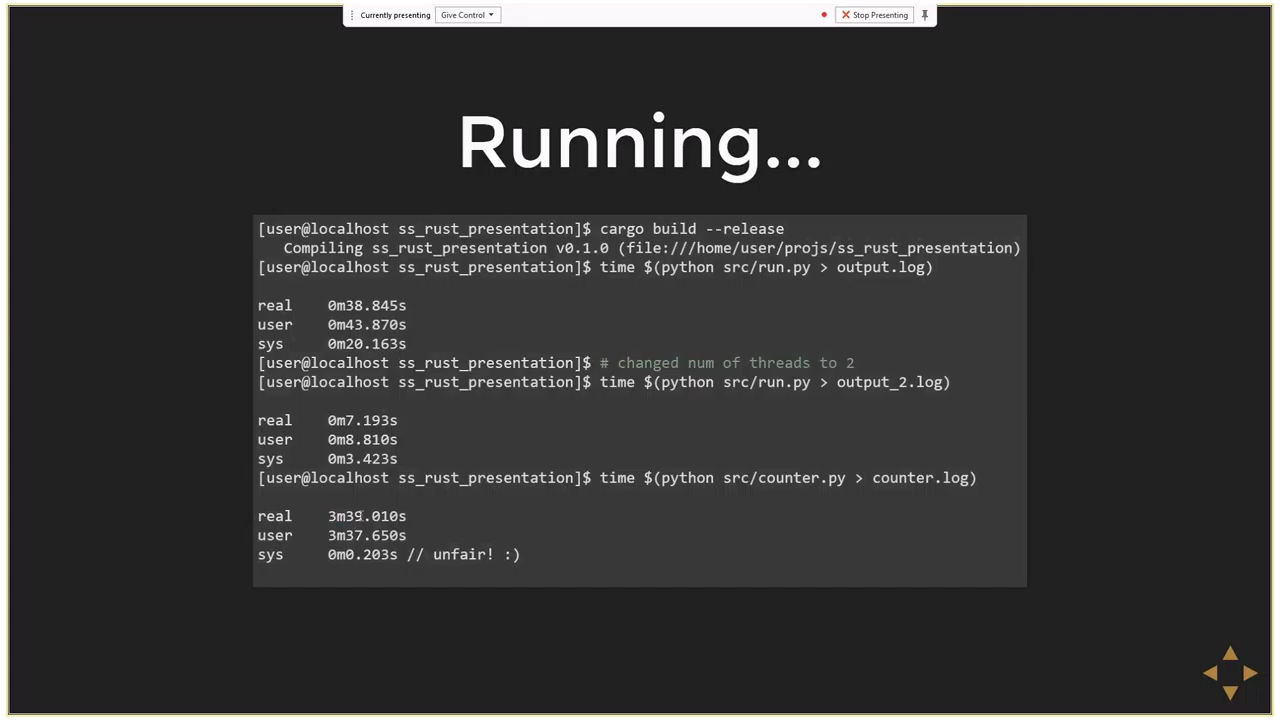 Currently presenting Give Control Stop Presenting
Running...
[user@localhost ss_rust_presentation]$ cargo build --release
Compiling ss_rust_presentation v0.1.0 (file:///home/user/projs/ss_rust_presentation)
[user@localhost ss_rust_presentation]$ time $(python src/run.py > output.log)
real 0m38.845s
user 0m43.870s
sys 0m20.163s
[user@localhost ss_rust_presentation]$ # changed num of threads to 2
[user@localhost ss_rust_presentation]$ time $(python src/run.py > output_2.log)
real 0m7.193s
user 0m8.810s
sys 0m3.423s
[user@localhost ss_rust_presentation]$ time $(python src/counter.py > counter.log)
real 3m39.010s
user 3m37.650s
sys 0m0.203s // unfair! :)